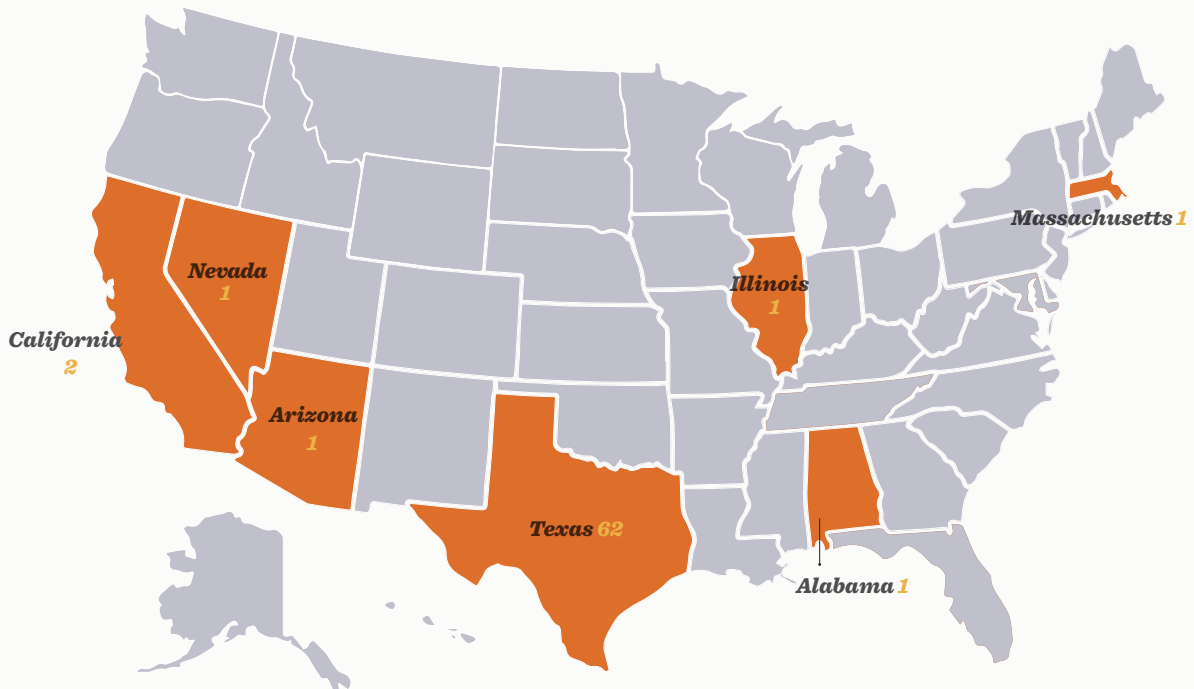 Massachusetts 1
Nevada
1
Illinois
1
California
2
Arizona
1
Texas 62
Alabama 1